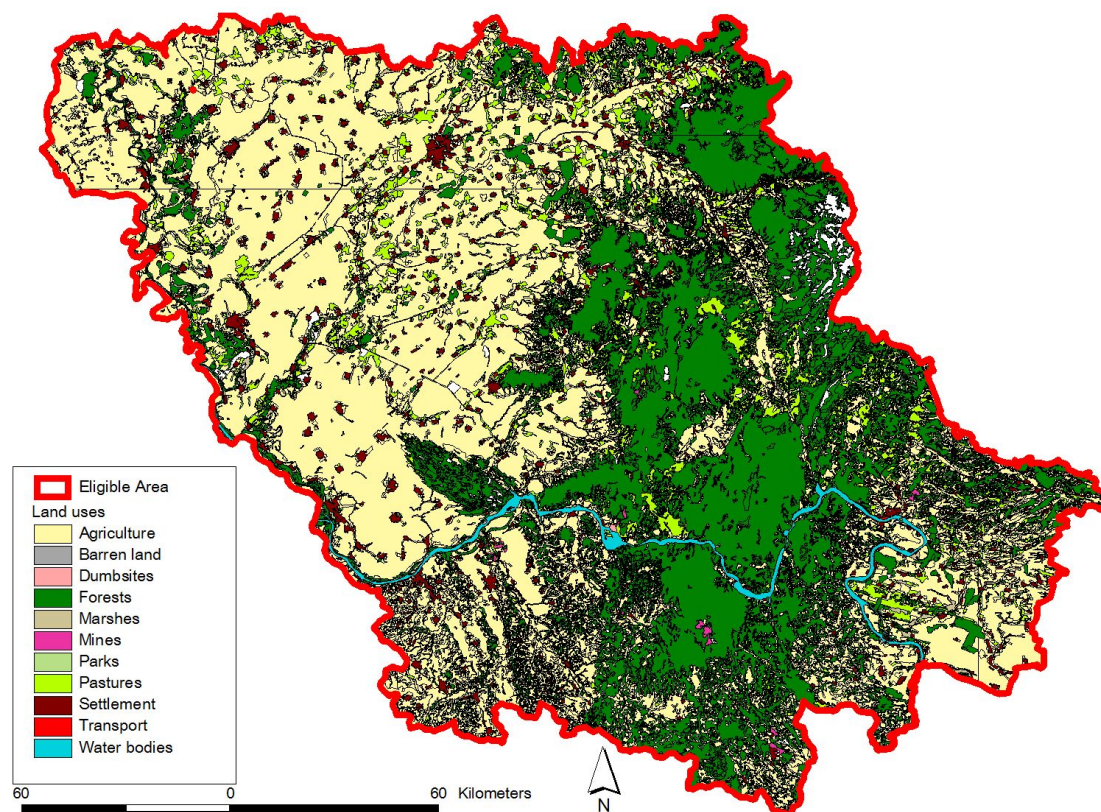 Eligible Area
Land uses
Agriculture
Barren land
Dumbsites
Forests
Marshes
Mines
Parks
Pastures
Settlement
Transport
Water bodies
60 0 60 Kilometers
N